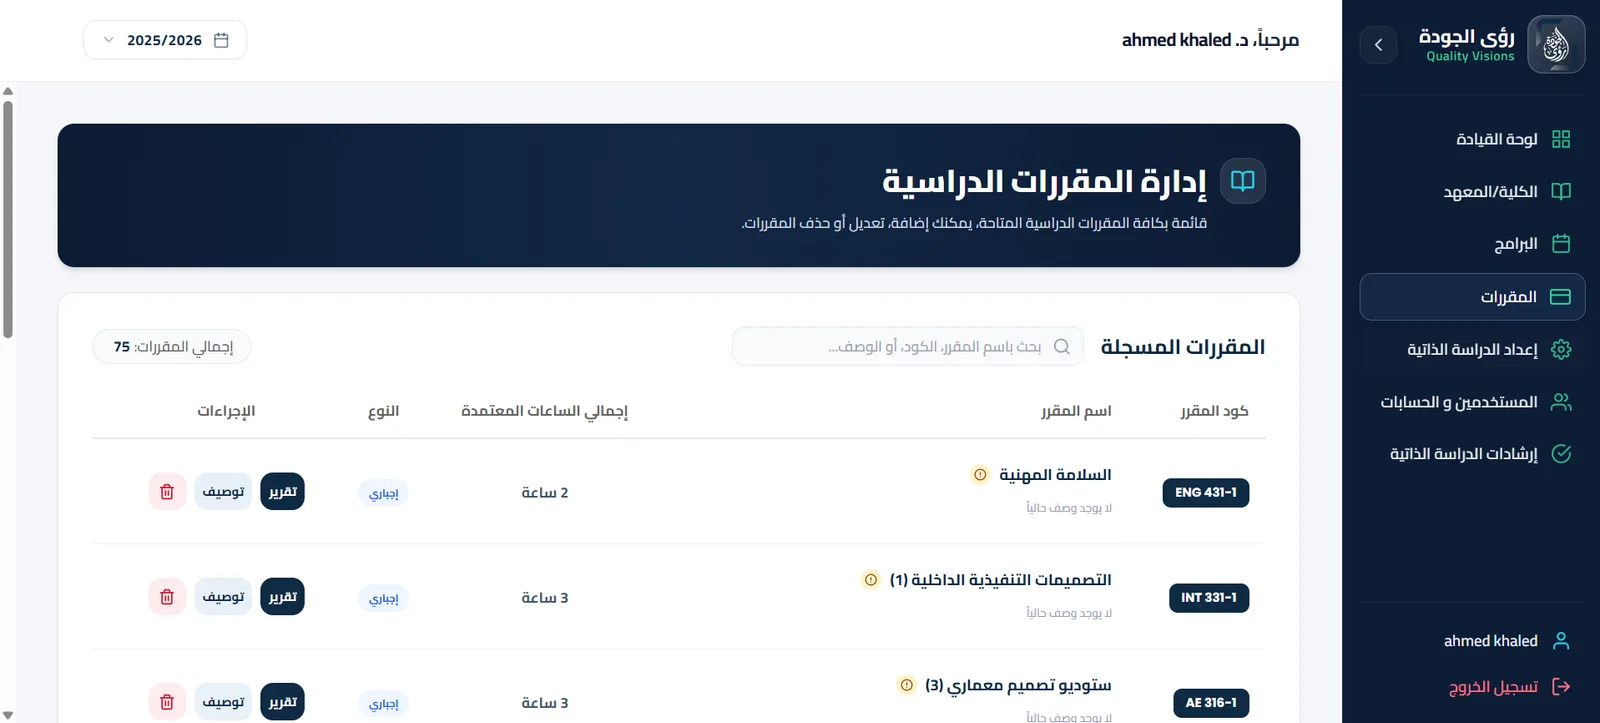 رؤى الجودة
Quality Visions
لوحة القيادة
الكلية/المعهد
البرامج
المقررات
إعداد الدراسة الذاتية
المستخدمين و الحسابات
إرشادات الدراسة الذاتية
ahmed khaled
تسجيل الخروج
مرحباً، د. ahmed khaled
2025/2026
إدارة المقررات الدراسية
قائمة بكافة المقررات الدراسية المتاحة، يمكنك إضافة، تعديل أو حذف المقررات.
المقررات المسجلة
بحث باسم المقرر، الكود، أو الوصف...
إجمالي المقررات: 75
كود المقرر اسم المقرر إجمالي الساعات المعتمدة النوع الإجراءات
ENG 431-1 السلامة المهنية 2 ساعة إجباري تقرير توصيف
لا يوجد وصف حالياً
INT 331-1 التصميمات التنفيذية الداخلية (1) 3 ساعة إجباري تقرير توصيف
لا يوجد وصف حالياً
AE 316-1 ستوديو تصميم معماري (3) 3 ساعة إجباري تقرير توصيف
لا يوجد وصف حالياً